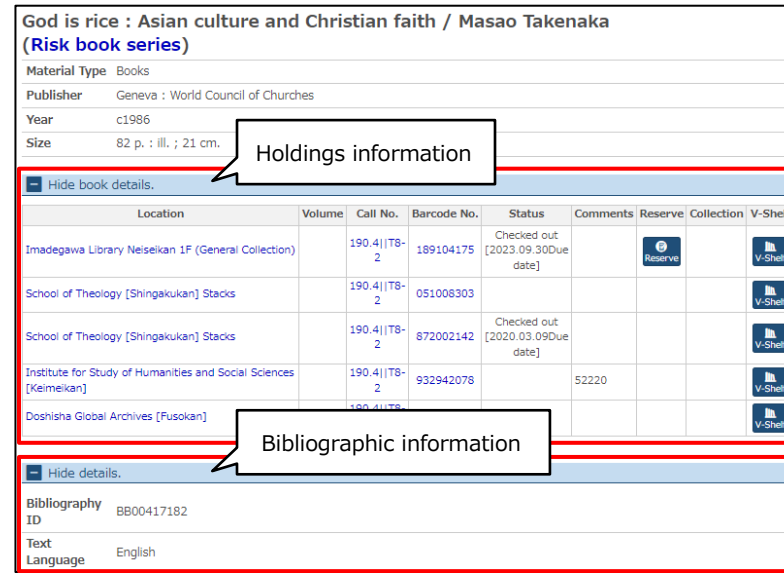 God is rice : Asian culture and Christian faith / Masao Takenaka
(Risk book series)
Material Type Books
Publisher Geneva : World Council of Churches
Year c1986
Size 82 p. : ill. ; 21 cm.
Holdings information
Hide book details.
Location Volume Call No. Barcode No. Status Comments Reserve Collection V-Shel
Imadegawa Library Neiseikan 1F (General Collection) 190.4||T8-2 189104175 Checked out [2023.09.30Due date] Reserve V-Shel
School of Theology [Shingakukan] Stacks 190.4||T8-2 051008303 V-Shel
School of Theology [Shingakukan] Stacks 190.4||T8-2 872002142 Checked out [2020.03.09Due date] V-Shel
Institute for Study of Humanities and Social Sciences [Keimeikan] 190.4||T8-2 932942078 52220 V-Shel
Doshisha Global Archives [Fusokan] 190.4||T8- V-Shel
Bibliographic information
Hide details.
Bibliography ID BB00417182
Text Language English